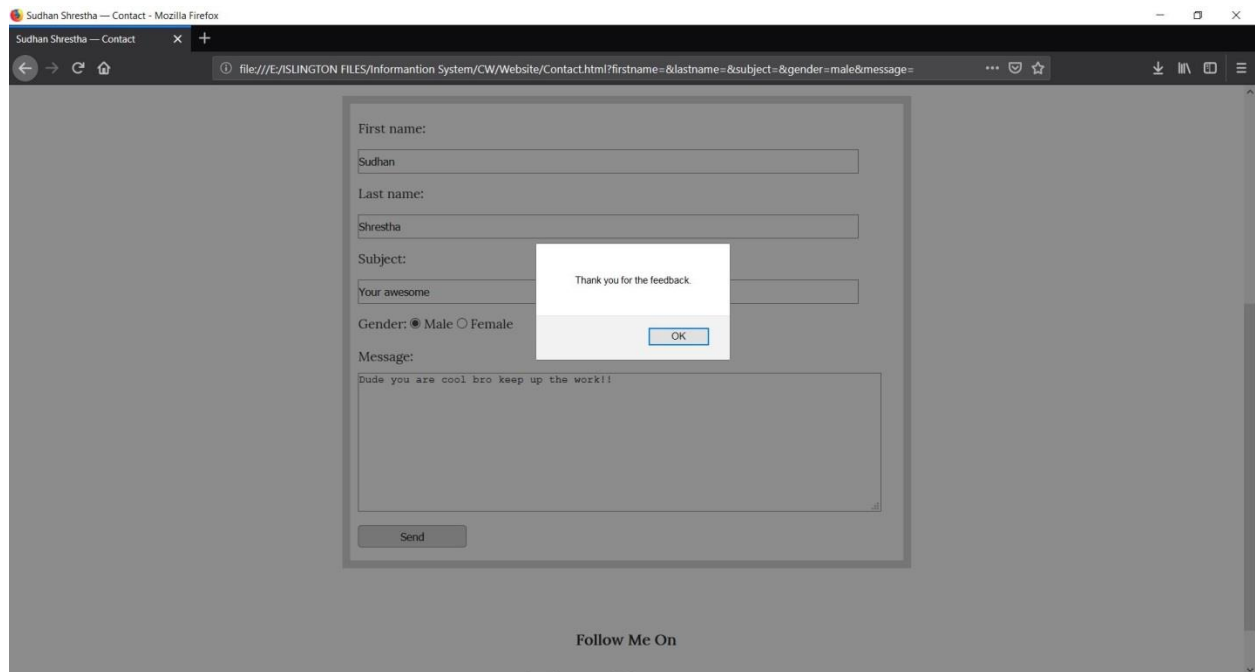 Sudhan Shrestha — Contact - Mozilla Firefox
Sudhan Shrestha — Contact
file:///E:/ISLINGTON FILES/Informantion System/CW/Website/Contact.html?firstname=&lastname=&subject=&gender=male&message=
First name:
Sudhan
Last name:
Shrestha
Subject:
Your awesome
Gender: Male Female
Message:
Dude you are cool bro keep up the work!!
Send
Thank you for the feedback.
OK
Follow Me On